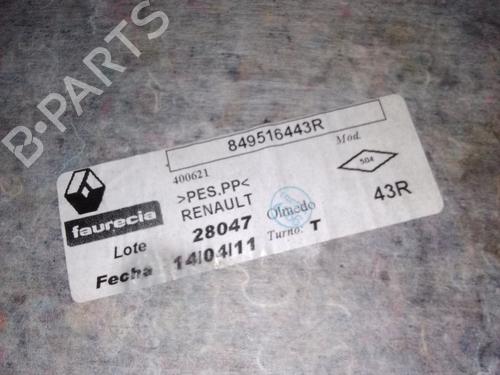 B-PARTS
849516443R
400621
Mod.
>PES.PP<
504
RENAULT
43R
faurecia
Lote
28047
Olmedo
Fecha
14/04/11
Turno: T